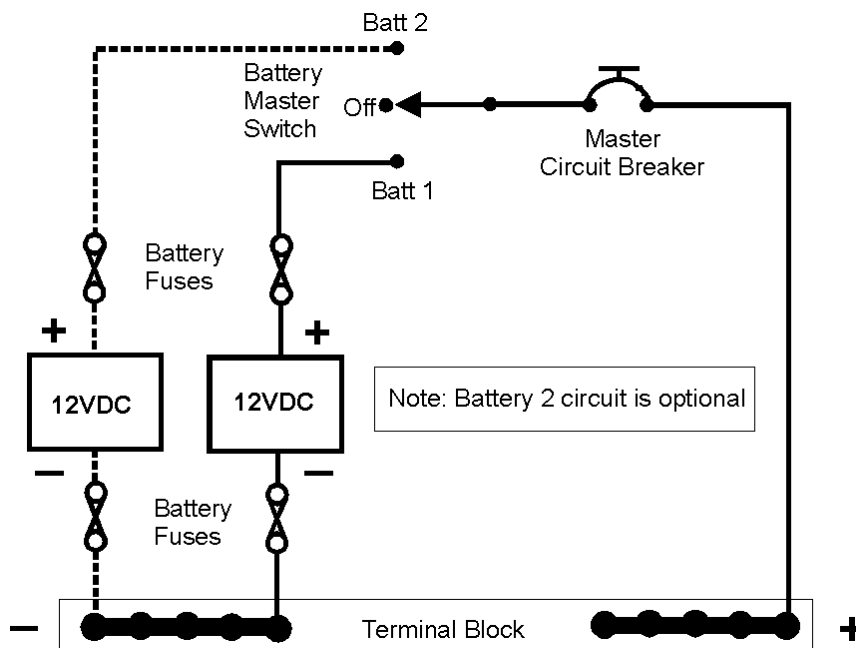 Batt 2
Battery
Master
Switch
Off
Master
Circuit Breaker
Batt 1
Battery
Fuses
+
+
12VDC
12VDC
Note: Battery 2 circuit is optional
−
−
Battery
Fuses
−
Terminal Block
+